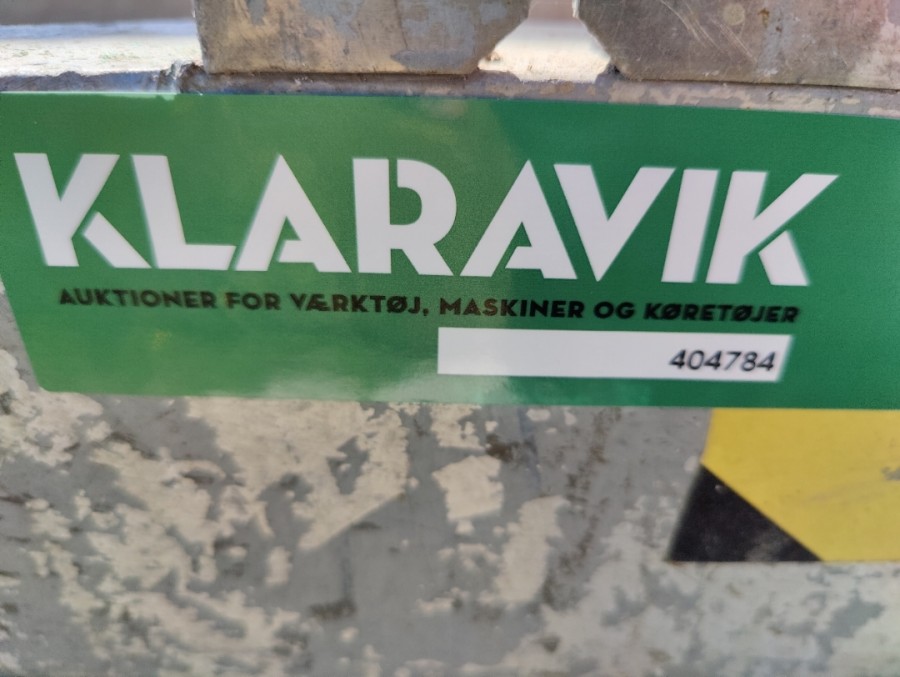 KLARAVIK
AUKTIONER FOR VÆRKTØJ, MASKINER OG KØRETØJER
404784